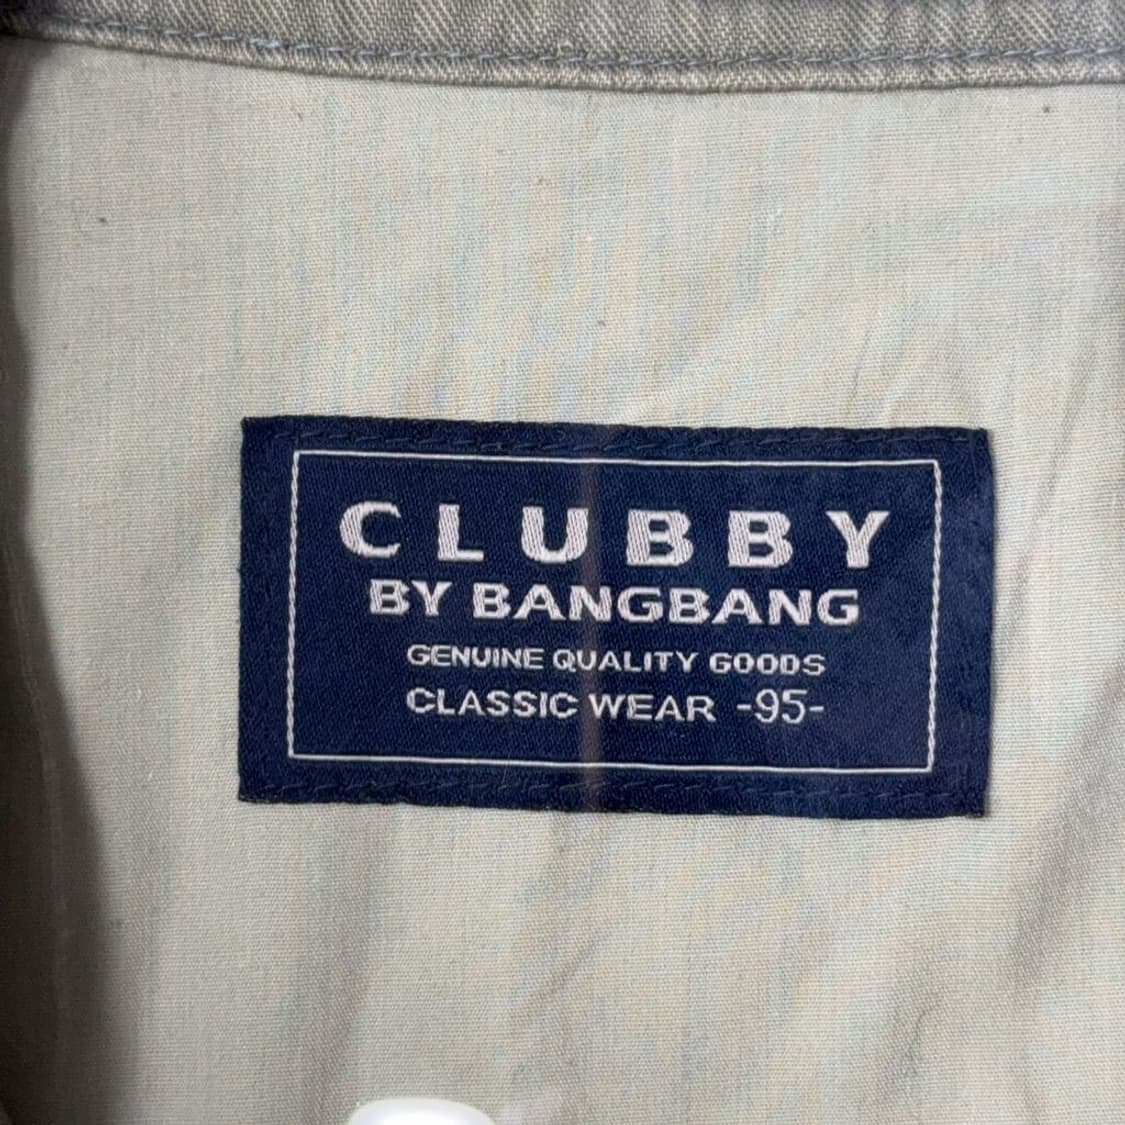 CLUBBY
BY BANGBANG
GENUINE QUALITY GOODS
CLASSIC WEAR -95-